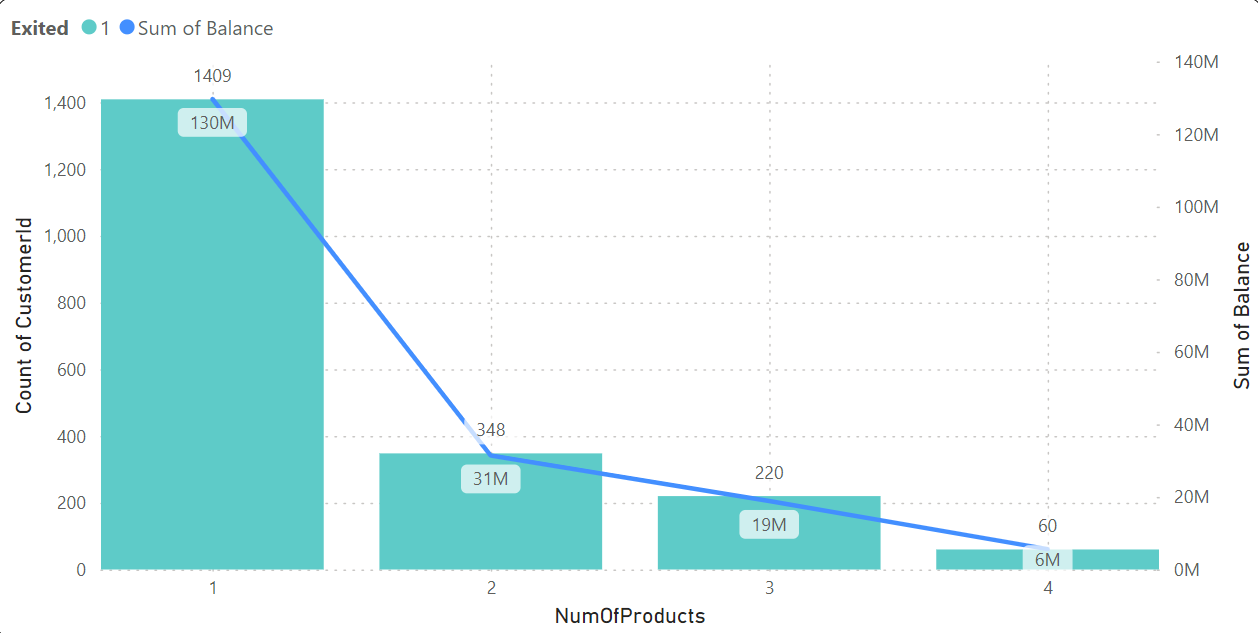 Exited 1 Sum of Balance
1409
130M
348
31M
220
19M
60
6M
1,400
1,200
1,000
800
600
400
200
0
Count of CustomerId
140M
120M
100M
80M
60M
40M
20M
0M
Sum of Balance
1 2 3 4
NumOfProducts